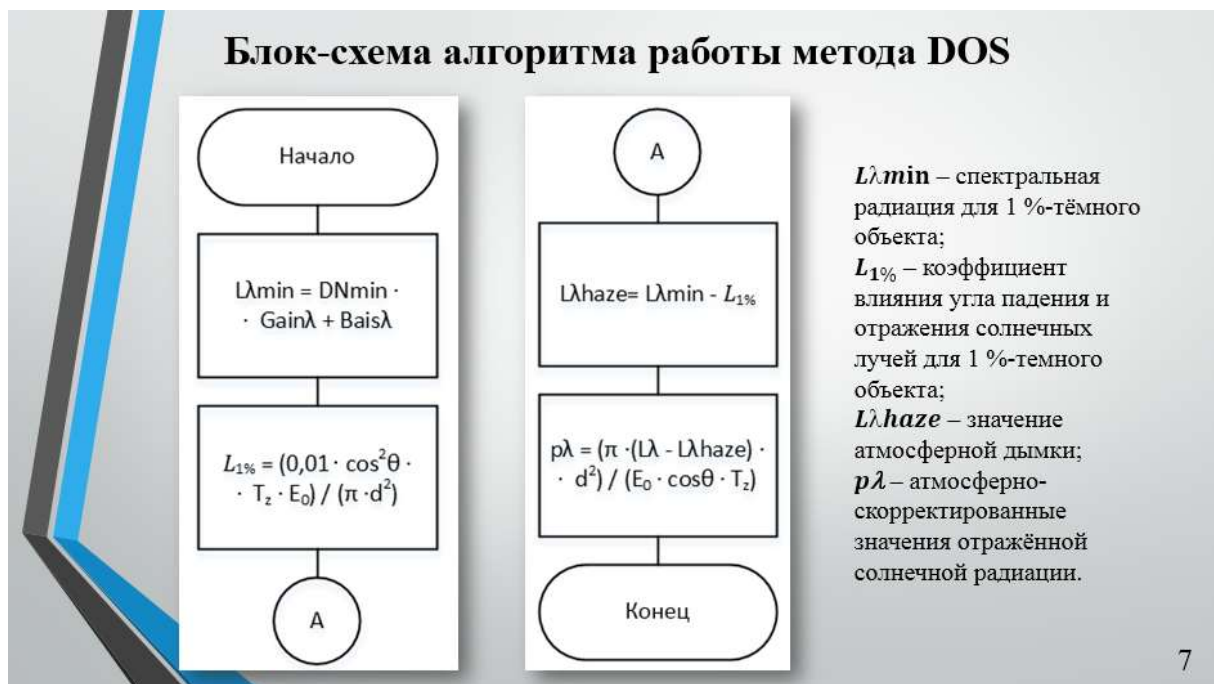 Блок-схема алгоритма работы метода DOS
Начало
Lλmin = DNmin ·
· Gainλ + Baisλ
L₁% = (0,01 · cos²θ ·
· Tz · E₀) / (π ·d²)
А
А
Lλhaze= Lλmin - L₁%
pλ = (π ·(Lλ - Lλhaze) ·
· d²) / (E₀ · cosθ · Tz)
Конец
Lλmin – спектральная
радиация для 1 %-тёмного
объекта;
L₁% – коэффициент
влияния угла падения и
отражения солнечных
лучей для 1 %-темного
объекта;
Lλhaze – значение
атмосферной дымки;
pλ – атмосферно-
скорректированные
значения отражённой
солнечной радиации.
7